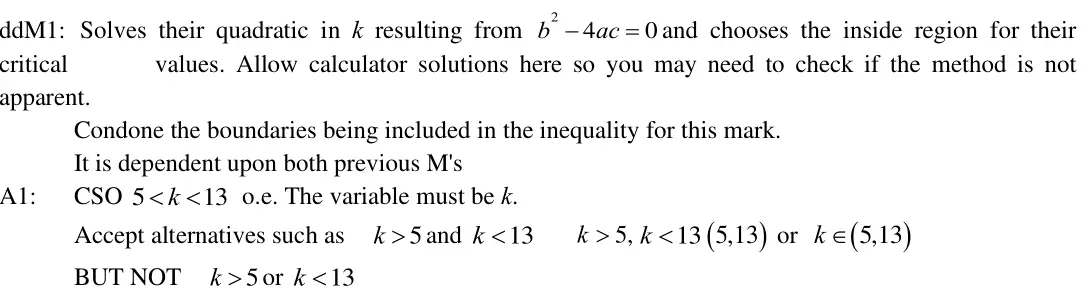 ddM1: Solves their quadratic in k resulting from b² − 4ac = 0 and chooses the inside region for their
critical values. Allow calculator solutions here so you may need to check if the method is not
apparent.
Condone the boundaries being included in the inequality for this mark.
It is dependent upon both previous M's
A1: CSO 5 < k < 13 o.e. The variable must be k.
Accept alternatives such as k > 5 and k < 13 k > 5, k < 13 (5,13) or k ∈ (5,13)
BUT NOT k > 5 or k < 13